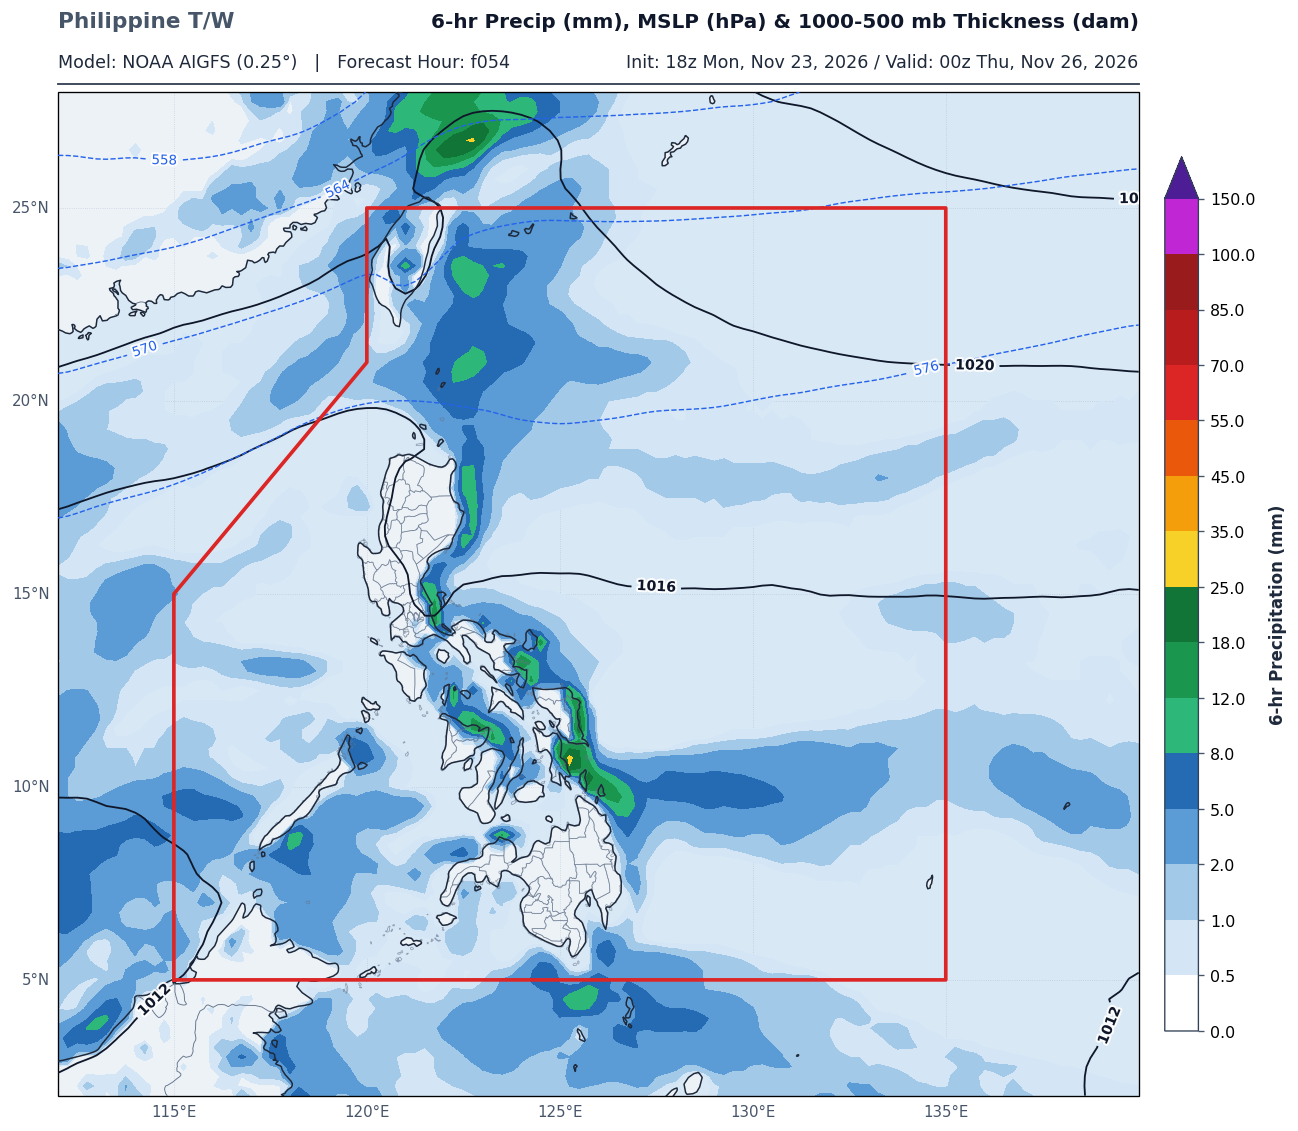 Philippine T/W
6-hr Precip (mm), MSLP (hPa) & 1000-500 mb Thickness (dam)
Model: NOAA AIGFS (0.25°) | Forecast Hour: f054
Init: 18z Mon, Nov 23, 2026 / Valid: 00z Thu, Nov 26, 2026
558
564
570
576
10
1020
1016
1012
1012
25°N
20°N
15°N
10°N
5°N
115°E
120°E
125°E
130°E
135°E
150.0
100.0
85.0
70.0
55.0
45.0
35.0
25.0
18.0
12.0
8.0
5.0
2.0
1.0
0.5
0.0
6-hr Precipitation (mm)